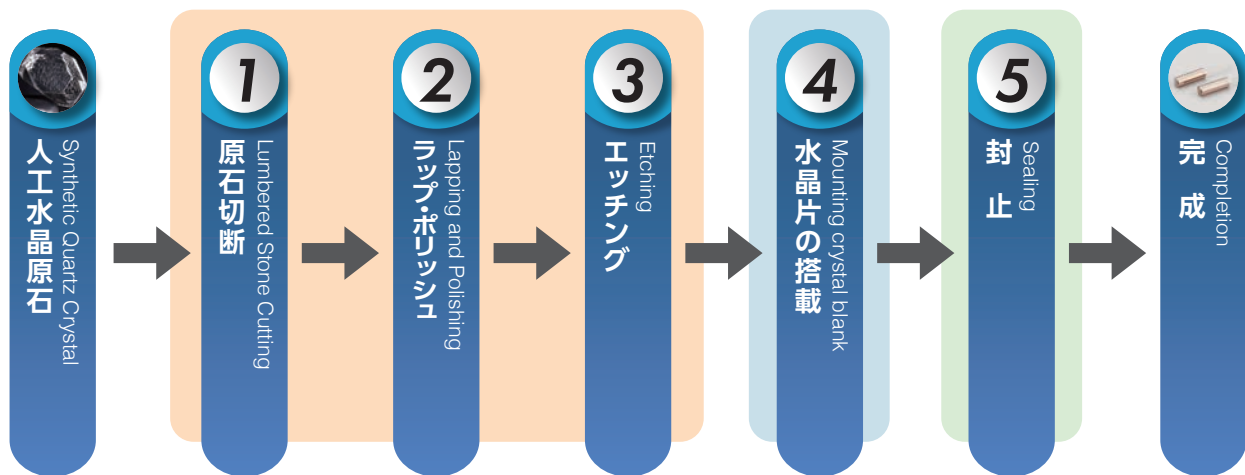 人工水晶原石
Synthetic Quartz Crystal
1
原石切断
Lumbered Stone Cutting
2
ラップ・ポリッシュ
Lapping and Polishing
3
エッチング
Etching
4
水晶片の搭載
Mounting crystal blank
5
封止
Sealing
完成
Completion